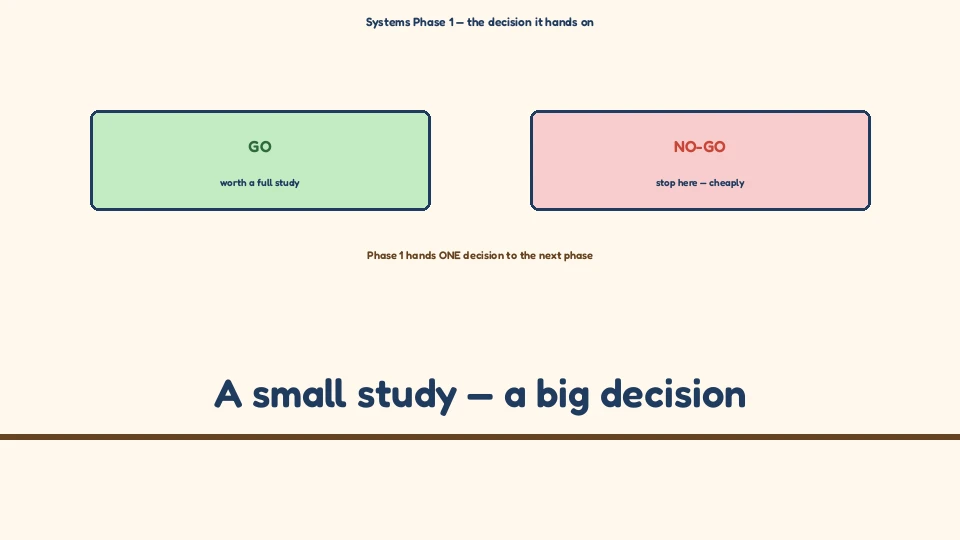 Systems Phase 1 — the decision it hands on
GO
worth a full study
NO-GO
stop here — cheaply
Phase 1 hands ONE decision to the next phase
A small study — a big decision